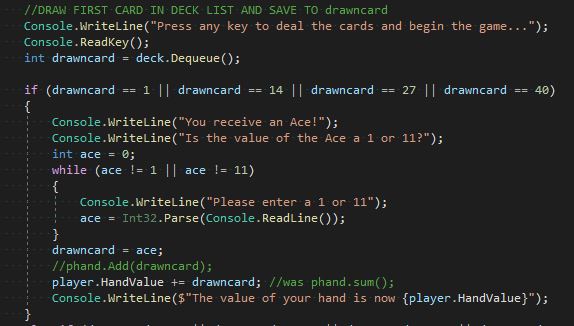 //DRAW FIRST CARD IN DECK LIST AND SAVE TO drawncard
Console.WriteLine("Press any key to deal the cards and begin the game...");
Console.ReadKey();
int drawncard = deck.Dequeue();
if (drawncard == 1 || drawncard == 14 || drawncard == 27 || drawncard == 40)
{
Console.WriteLine("You receive an Ace!");
Console.WriteLine("Is the value of the Ace a 1 or 11?");
int ace = 0;
while (ace != 1 || ace != 11)
{
Console.WriteLine("Please enter a 1 or 11");
ace = Int32.Parse(Console.ReadLine());
}
drawncard = ace;
//phand.Add(drawncard);
player.HandValue += drawncard; //was phand.sum();
Console.WriteLine($"The value of your hand is now {player.HandValue}");
}